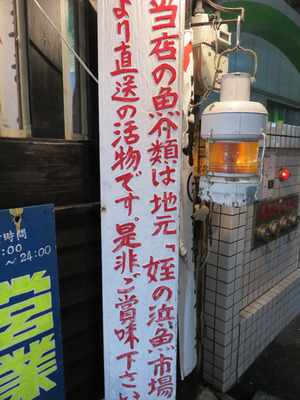 当店の魚介類は地元「姪の浜魚市場
より直送の活物です。是非ご賞味下さい
時間
:00
～24:00
営業